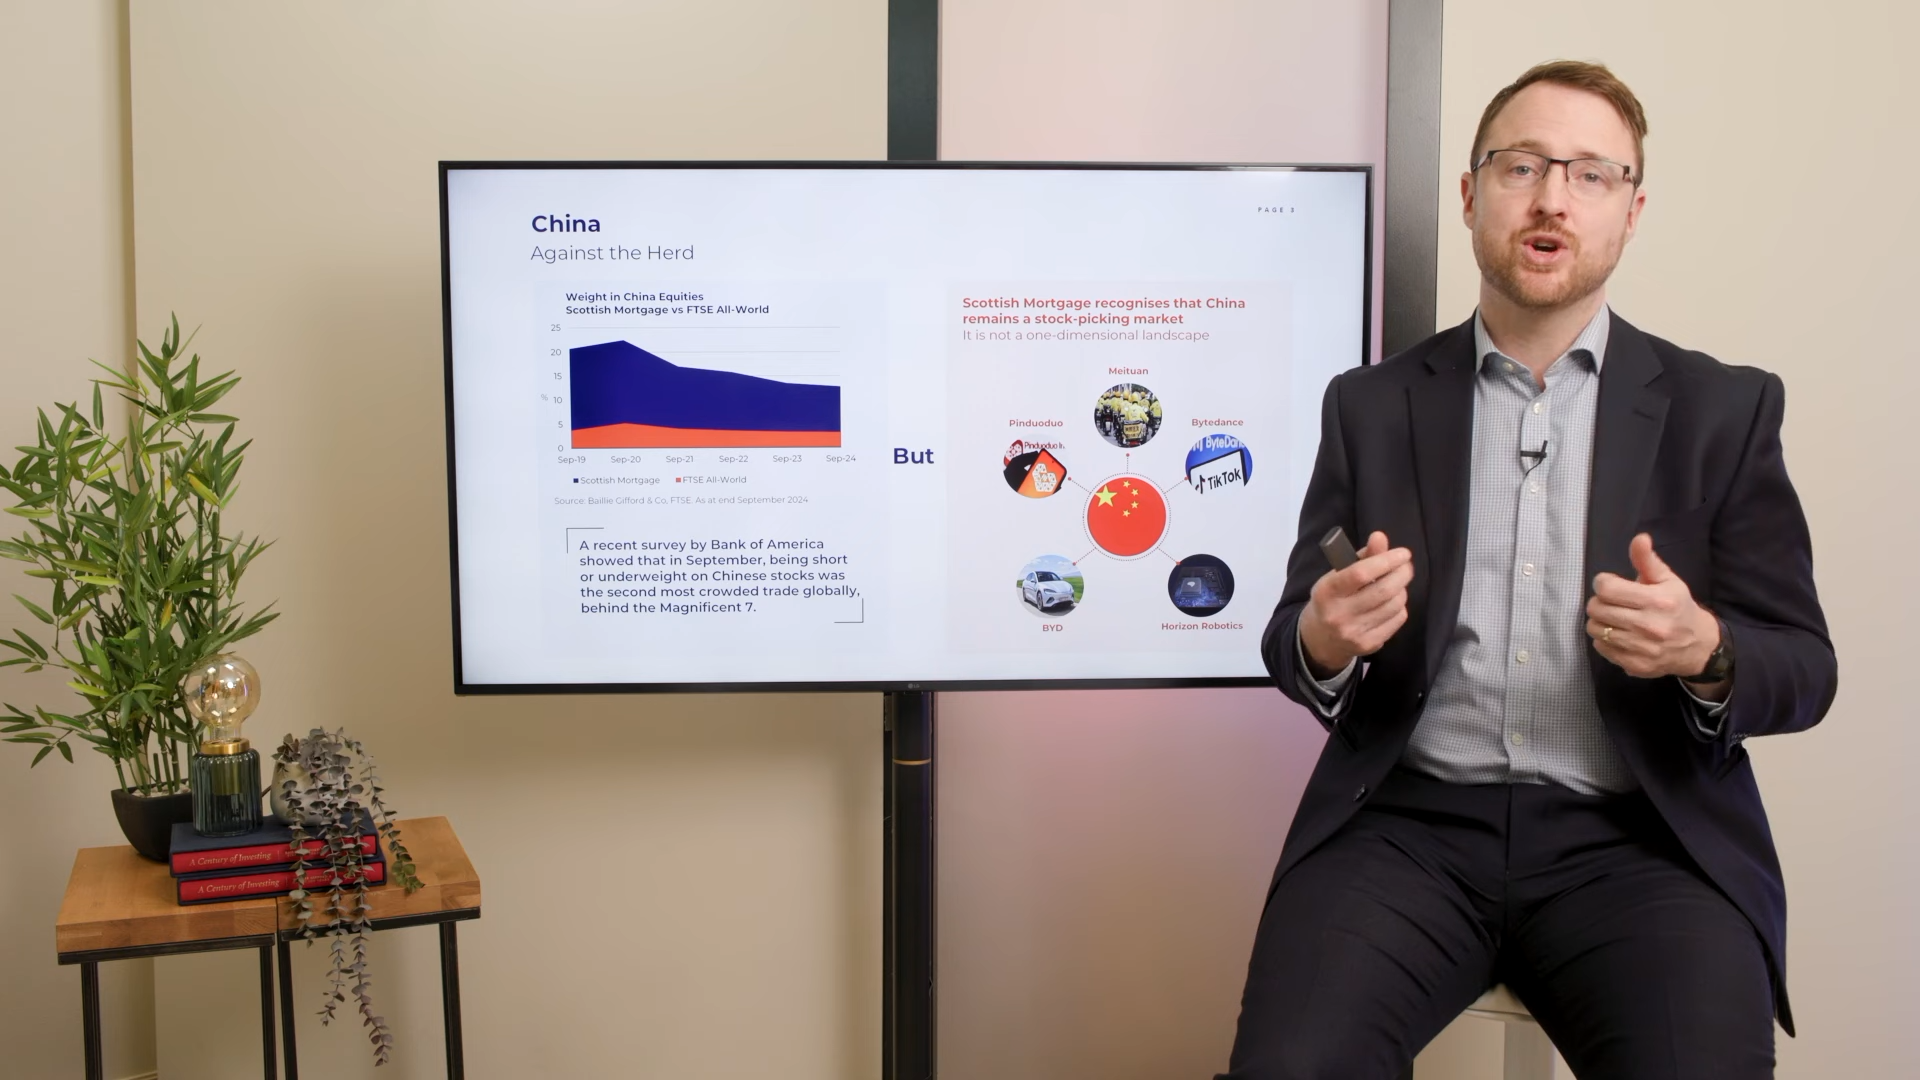 PAGE 3
China
Against the Herd
Weight in China Equities
Scottish Mortgage vs FTSE All-World
25
20
15
% 10
5
0
Sep-19 Sep-20 Sep-21 Sep-22 Sep-23 Sep-24
Scottish Mortgage FTSE All-World
Source: Baillie Gifford & Co, FTSE. As at end September 2024
A recent survey by Bank of America
showed that in September, being short
or underweight on Chinese stocks was
the second most crowded trade globally,
behind the Magnificent 7.
But
Scottish Mortgage recognises that China
remains a stock-picking market
It is not a one-dimensional landscape
Meituan
Pinduoduo
Bytedance
Pinduoduo In
ByteDan
TikTok
BYD
Horizon Robotics
LG
A Century of Investing
A Century of Investing